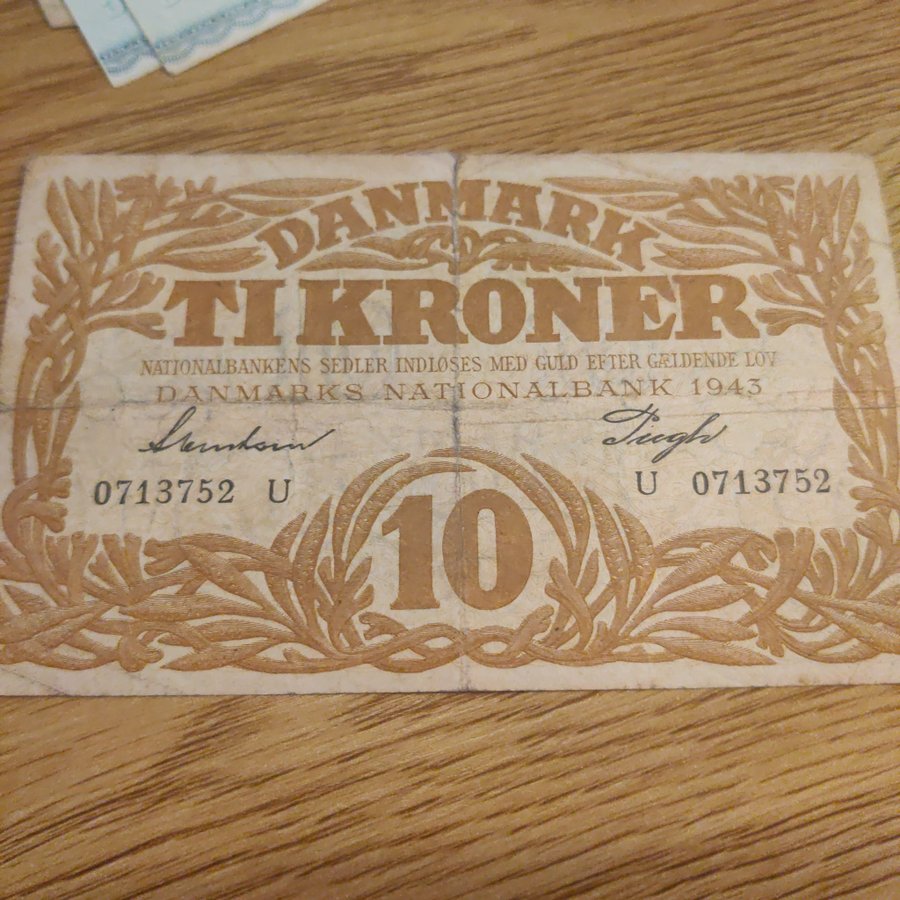 DANMARK
TI KRONER
NATIONALBANKENS SEDLER INDLØSES MED GULD EFTER GÆLDENDE LOV
DANMARKS NATIONALBANK 1943
0713752 U U 0713752
10